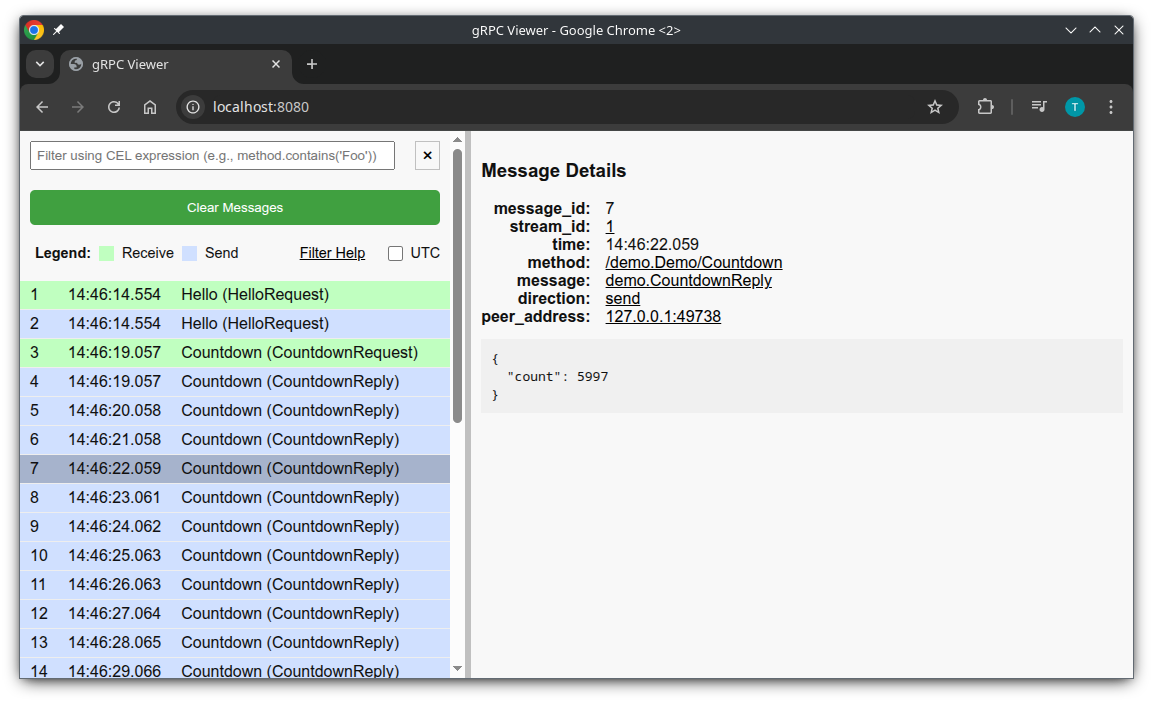 gRPC Viewer - Google Chrome <2>
gRPC Viewer
localhost:8080
T
Filter using CEL expression (e.g., method.contains('Foo'))
Clear Messages
Legend: Receive Send Filter Help UTC
1 14:46:14.554 Hello (HelloRequest)
2 14:46:14.554 Hello (HelloRequest)
3 14:46:19.057 Countdown (CountdownRequest)
4 14:46:19.057 Countdown (CountdownReply)
5 14:46:20.058 Countdown (CountdownReply)
6 14:46:21.058 Countdown (CountdownReply)
7 14:46:22.059 Countdown (CountdownReply)
8 14:46:23.061 Countdown (CountdownReply)
9 14:46:24.062 Countdown (CountdownReply)
10 14:46:25.063 Countdown (CountdownReply)
11 14:46:26.063 Countdown (CountdownReply)
12 14:46:27.064 Countdown (CountdownReply)
13 14:46:28.065 Countdown (CountdownReply)
14 14:46:29.066 Countdown (CountdownReply)
Message Details
message_id: 7
stream_id: 1
time: 14:46:22.059
method: /demo.Demo/Countdown
message: demo.CountdownReply
direction: send
peer_address: 127.0.0.1:49738
{
"count": 5997
}